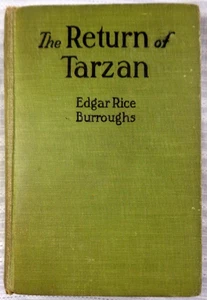 The Return of
Tarzan
Edgar Rice
Burroughs